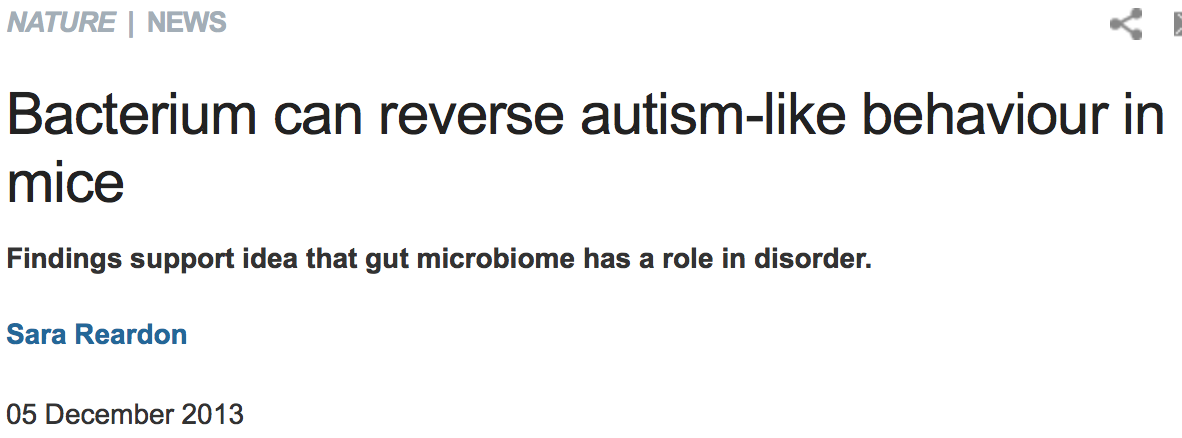 NATURE | NEWS
Bacterium can reverse autism-like behaviour in
mice
Findings support idea that gut microbiome has a role in disorder.
Sara Reardon
05 December 2013